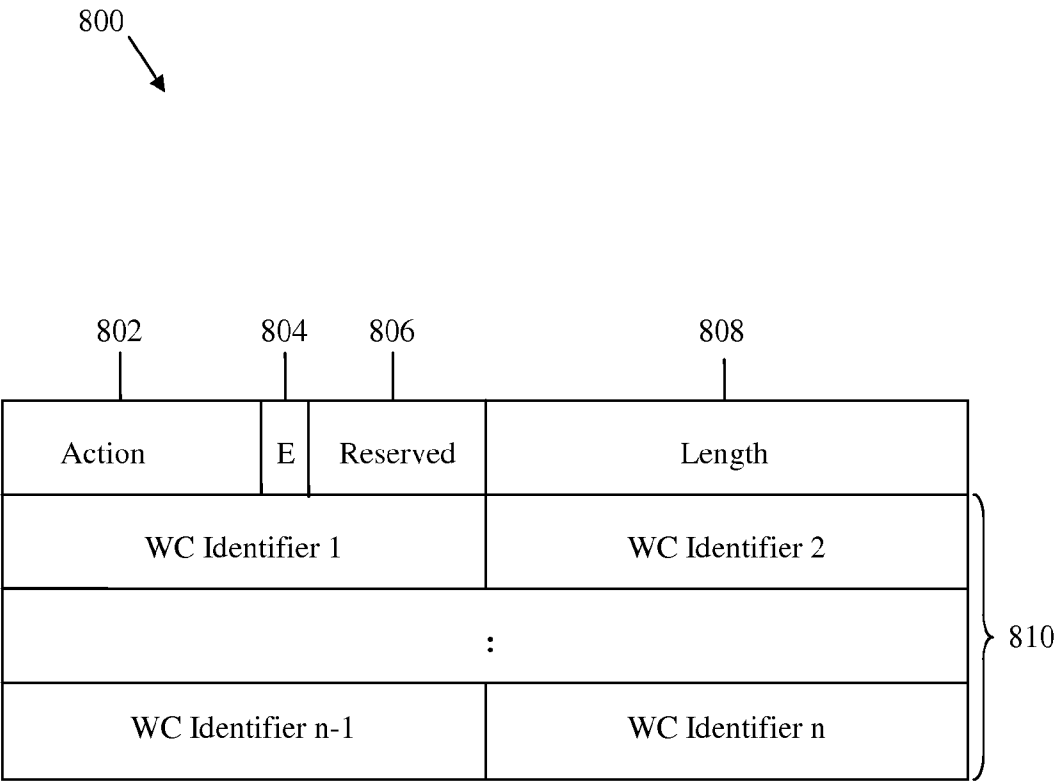 800
802 804 806 808
Action E Reserved Length
WC Identifier 1 WC Identifier 2
:
810
WC Identifier n-1 WC Identifier n